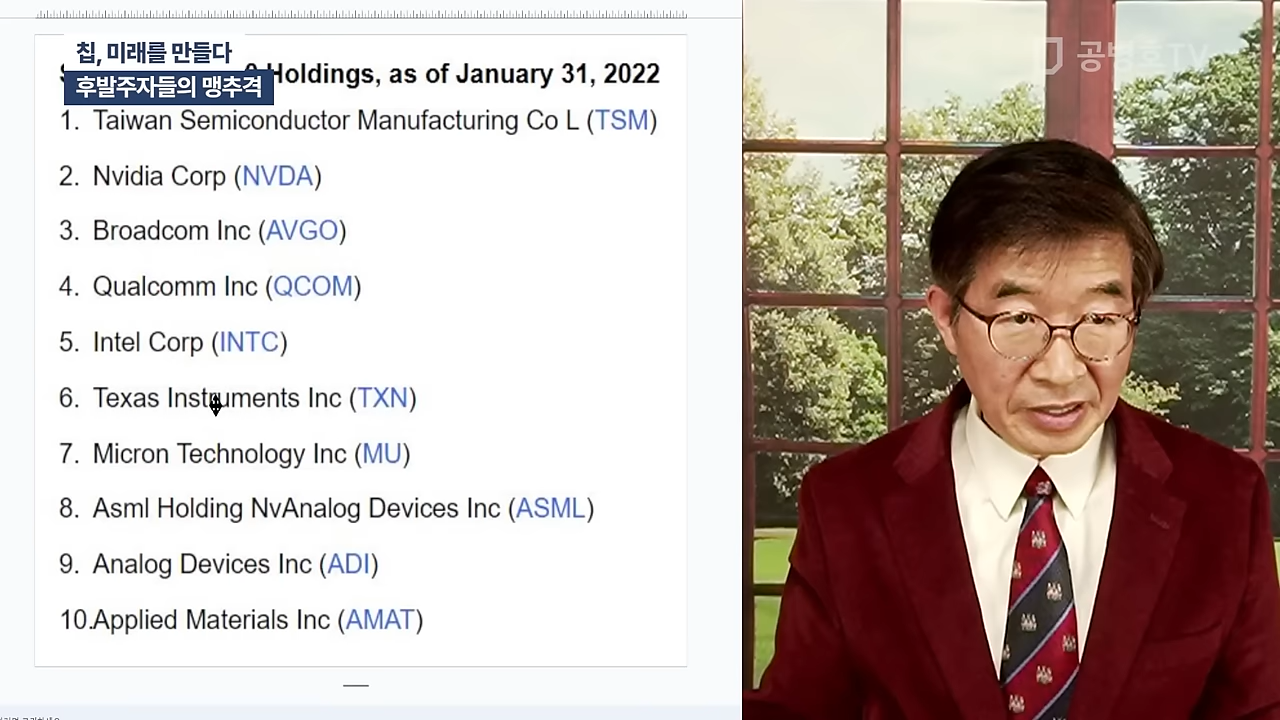 칩, 미래를 만들다
후발주자들의 맹추격
Holdings, as of January 31, 2022
1. Taiwan Semiconductor Manufacturing Co L (TSM)
2. Nvidia Corp (NVDA)
3. Broadcom Inc (AVGO)
4. Qualcomm Inc (QCOM)
5. Intel Corp (INTC)
6. Texas Instruments Inc (TXN)
7. Micron Technology Inc (MU)
8. Asml Holding NvAnalog Devices Inc (ASML)
9. Analog Devices Inc (ADI)
10.Applied Materials Inc (AMAT)
공병호TV